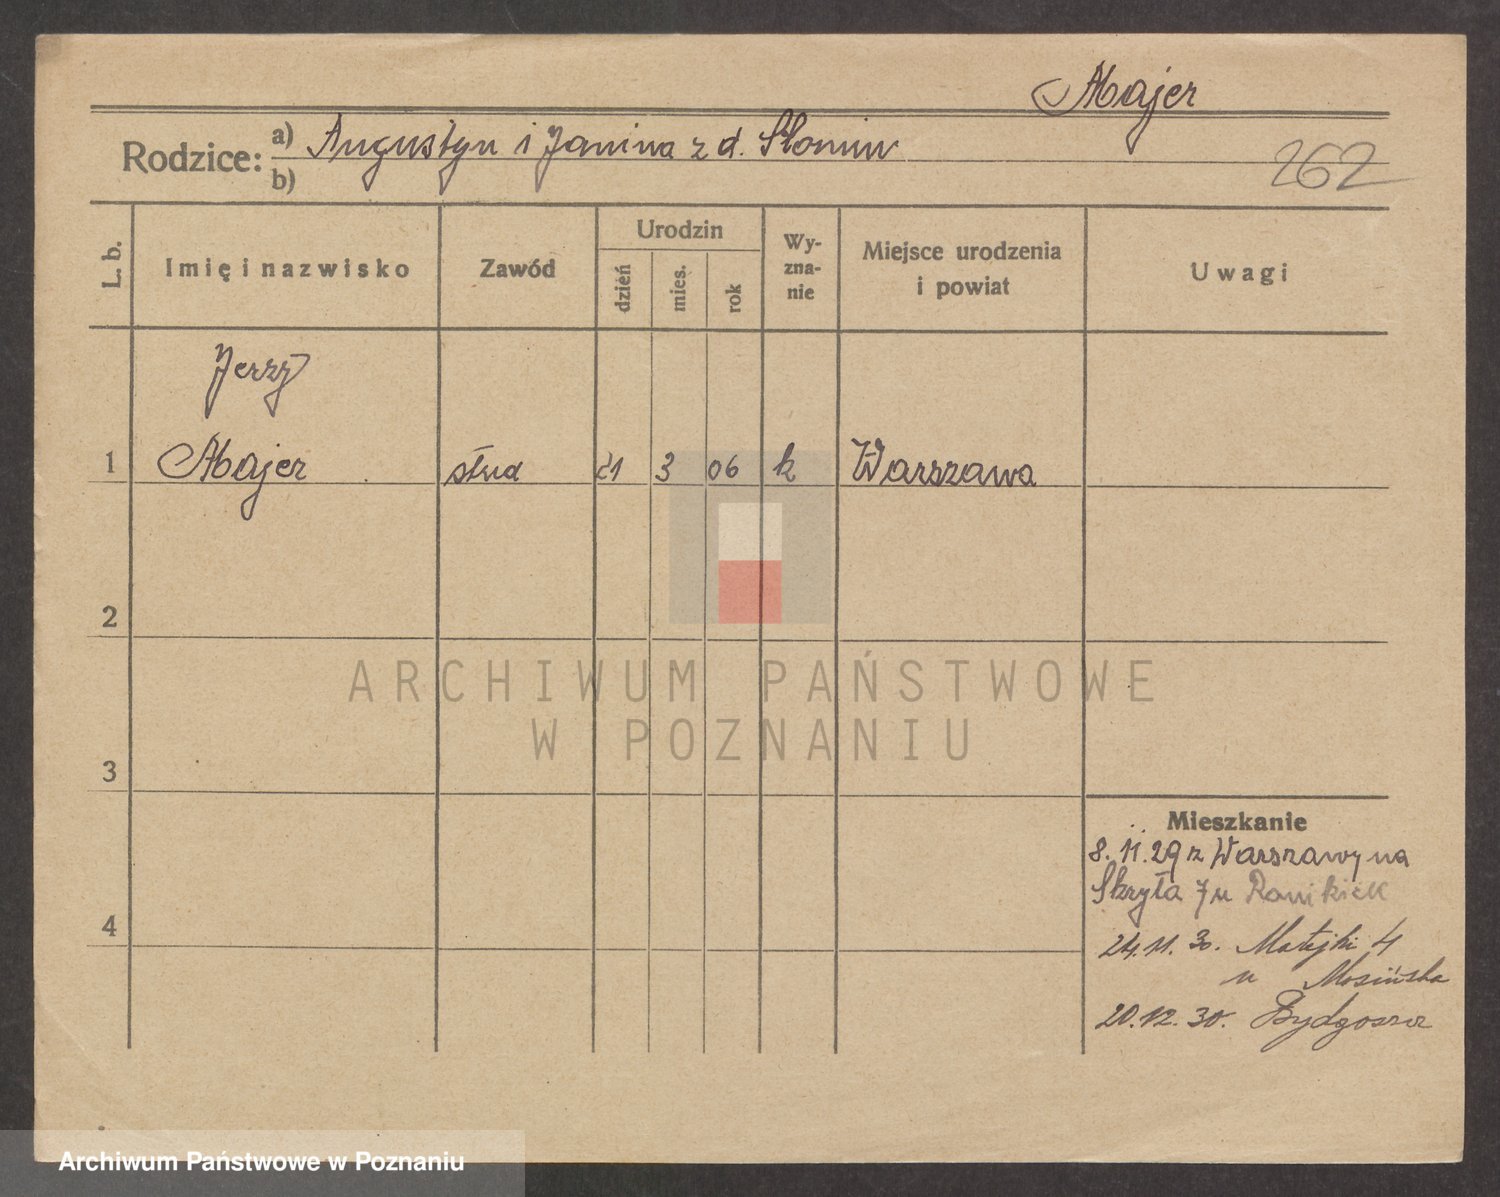 Majer
Rodzice: a) Augustyn i Janina z d.
b)
262
L. b.
Imię i nazwisko
Zawód
Urodzin
dzień
mies.
rok
Wy-
zna-
nie
Miejsce urodzenia
i powiat
Uwagi
Jerzy
1 Majer stud 21 3 06 k Warszawa
2
3
4
Mieszkanie
8.11.29 z Warszawy na
Skryta 7 u
24.11.30. Matejki 4
u Mosińska
20.12.30. Bydgoszcz
ARCHIWUM PAŃSTWOWE
W POZNANIU
Archiwum Państwowe w Poznaniu